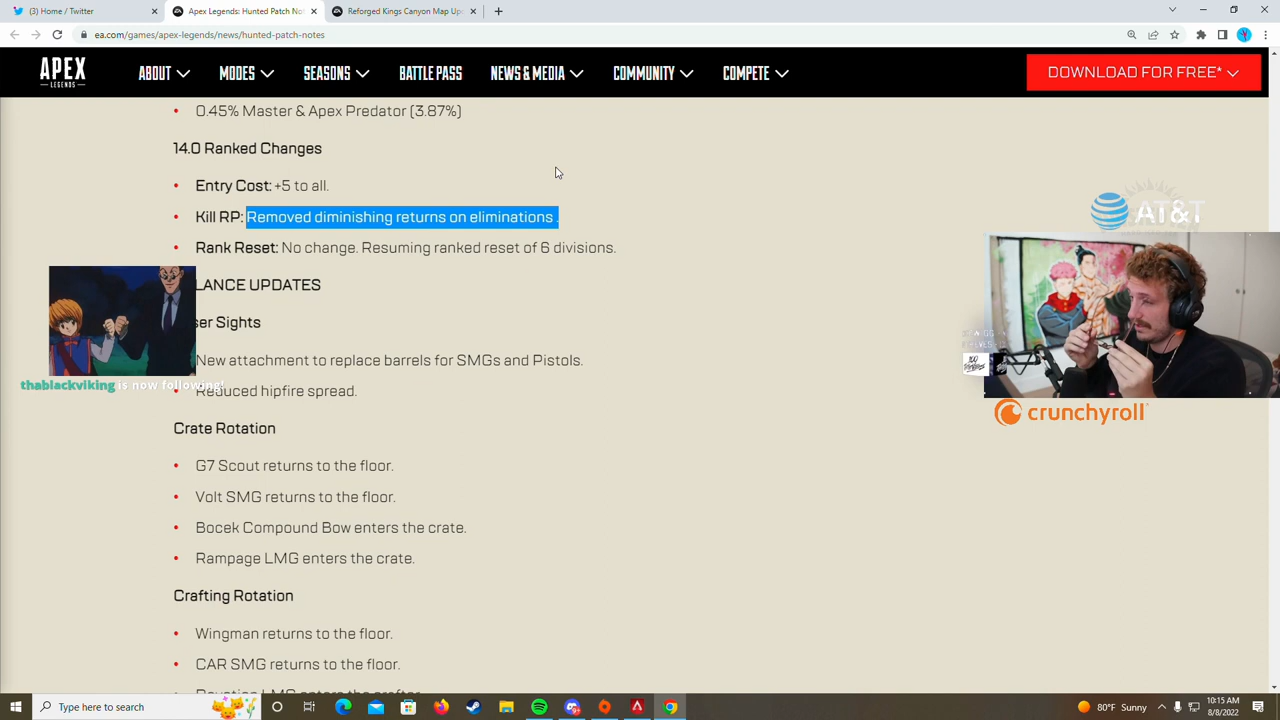 (3) Home / Twitter
Apex Legends: Hunted Patch No
Reforged Kings Canyon Map Up
ea.com/games/apex-legends/news/hunted-patch-notes
APEX
LEGENDS
ABOUT
MODES
SEASONS
BATTLE PASS
NEWS & MEDIA
COMMUNITY
COMPETE
DOWNLOAD FOR FREE*
• 0.45% Master & Apex Predator (3.87%)
14.0 Ranked Changes
• Entry Cost: +5 to all.
• Kill RP: Removed diminishing returns on eliminations .
• Rank Reset: No change. Resuming ranked reset of 6 divisions.
LANCE UPDATES
ser Sights
New attachment to replace barrels for SMGs and Pistols.
thablackviking is now following!
Reduced hipfire spread.
Crate Rotation
• G7 Scout returns to the floor.
• Volt SMG returns to the floor.
• Bocek Compound Bow enters the crate.
• Rampage LMG enters the crate.
Crafting Rotation
• Wingman returns to the floor.
• CAR SMG returns to the floor.
AT&T
crunchyroll
Type here to search
80°F Sunny
10:15 AM
8/8/2022